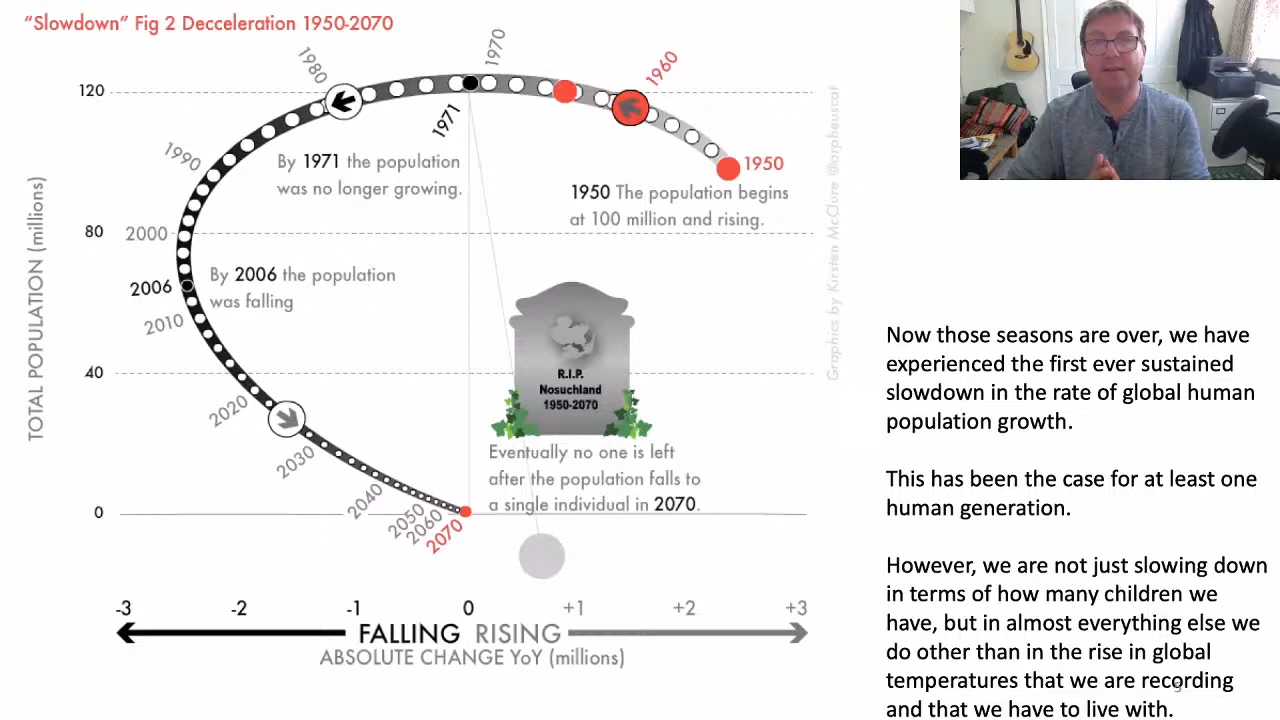 “Slowdown” Fig 2 Decceleration 1950-2070
120
80
40
0
TOTAL POPULATION (millions)
1950
1960
1970
1971
1980
1990
2000
2006
2010
2020
2030
2040
2050
2060
2070
By 1971 the population
was no longer growing.
1950 The population begins
at 100 million and rising.
By 2006 the population
was falling
R.I.P.
Nosuchland
1950-2070
Eventually no one is left
after the population falls to
a single individual in 2070.
-3 -2 -1 0 +1 +2 +3
FALLING RISING
ABSOLUTE CHANGE YoY (millions)
Graphics by Kirsten McClure @orpheuscat
Now those seasons are over, we have
experienced the first ever sustained
slowdown in the rate of global human
population growth.
This has been the case for at least one
human generation.
However, we are not just slowing down
in terms of how many children we
have, but in almost everything else we
do other than in the rise in global
temperatures that we are recording
and that we have to live with.